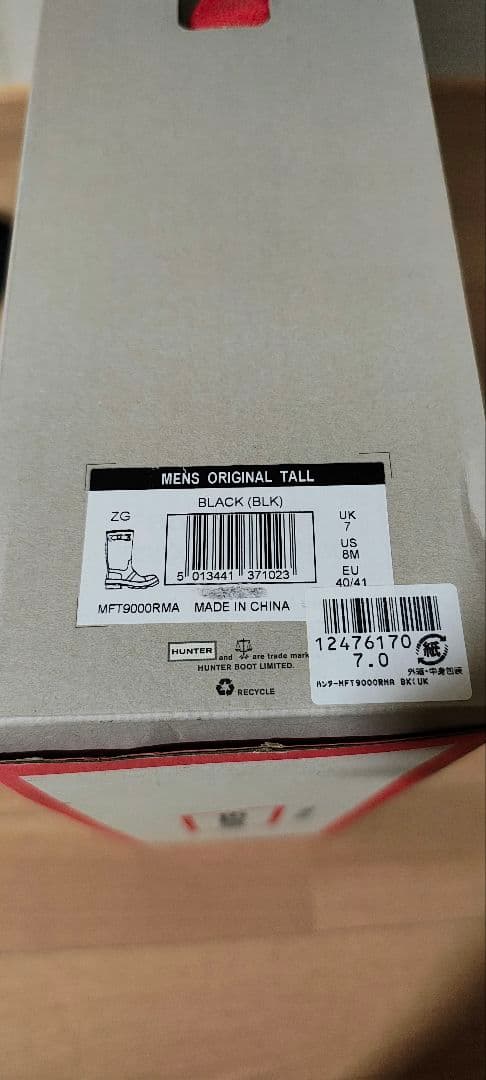 MENS ORIGINAL TALL
BLACK (BLK)
ZG
5 013441 371023
UK
7
US
8M
EU
40/41
MFT9000RMA MADE IN CHINA
HUNTER and are trade mark
HUNTER BOOT LIMITED.
RECYCLE
12476170
7.0
紙
外箱・中身包装
ハンターMFT9000RMA BK(UK